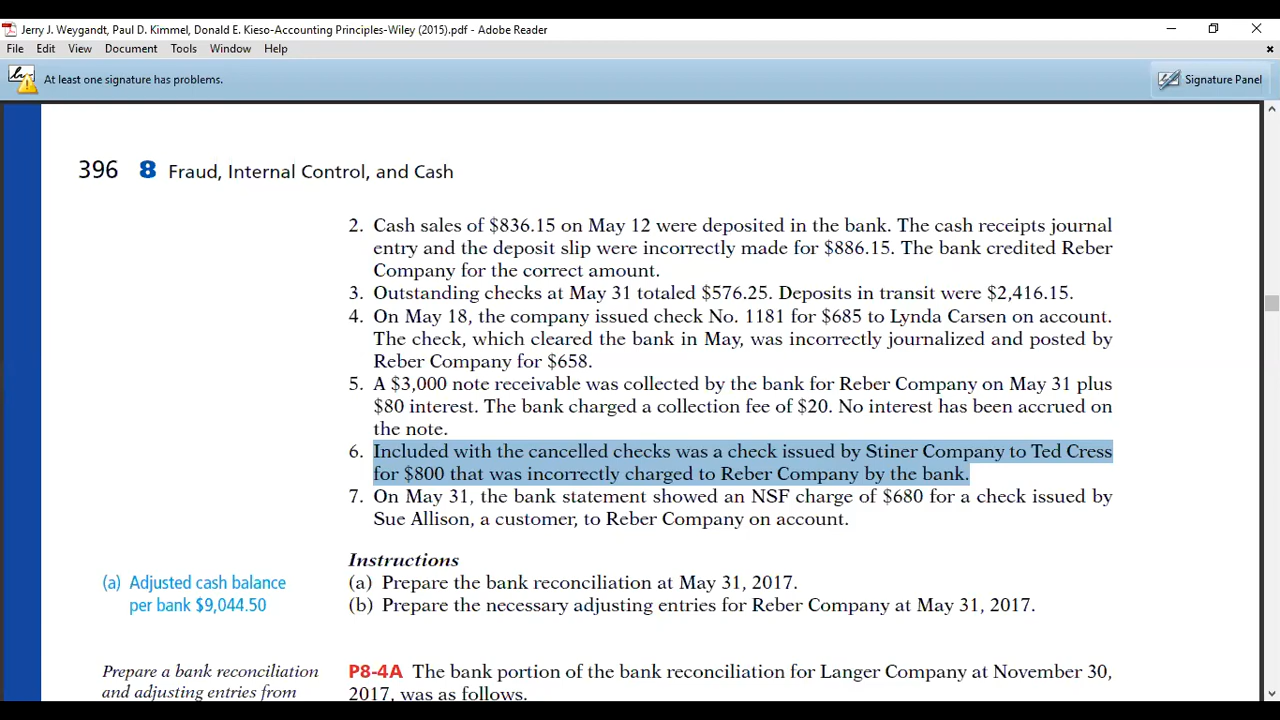 Jerry J. Weygandt, Paul D. Kimmel, Donald E. Kieso-Accounting Principles-Wiley (2015).pdf - Adobe Reader
File Edit View Document Tools Window Help
At least one signature has problems.
Signature Panel
396 8 Fraud, Internal Control, and Cash
2. Cash sales of $836.15 on May 12 were deposited in the bank. The cash receipts journal
entry and the deposit slip were incorrectly made for $886.15. The bank credited Reber
Company for the correct amount.
3. Outstanding checks at May 31 totaled $576.25. Deposits in transit were $2,416.15.
4. On May 18, the company issued check No. 1181 for $685 to Lynda Carsen on account.
The check, which cleared the bank in May, was incorrectly journalized and posted by
Reber Company for $658.
5. A $3,000 note receivable was collected by the bank for Reber Company on May 31 plus
$80 interest. The bank charged a collection fee of $20. No interest has been accrued on
the note.
6. Included with the cancelled checks was a check issued by Stiner Company to Ted Cress
for $800 that was incorrectly charged to Reber Company by the bank.
7. On May 31, the bank statement showed an NSF charge of $680 for a check issued by
Sue Allison, a customer, to Reber Company on account.
Instructions
(a) Adjusted cash balance
per bank $9,044.50
(a) Prepare the bank reconciliation at May 31, 2017.
(b) Prepare the necessary adjusting entries for Reber Company at May 31, 2017.
Prepare a bank reconciliation
and adjusting entries from
P8-4A The bank portion of the bank reconciliation for Langer Company at November 30,
2017, was as follows.